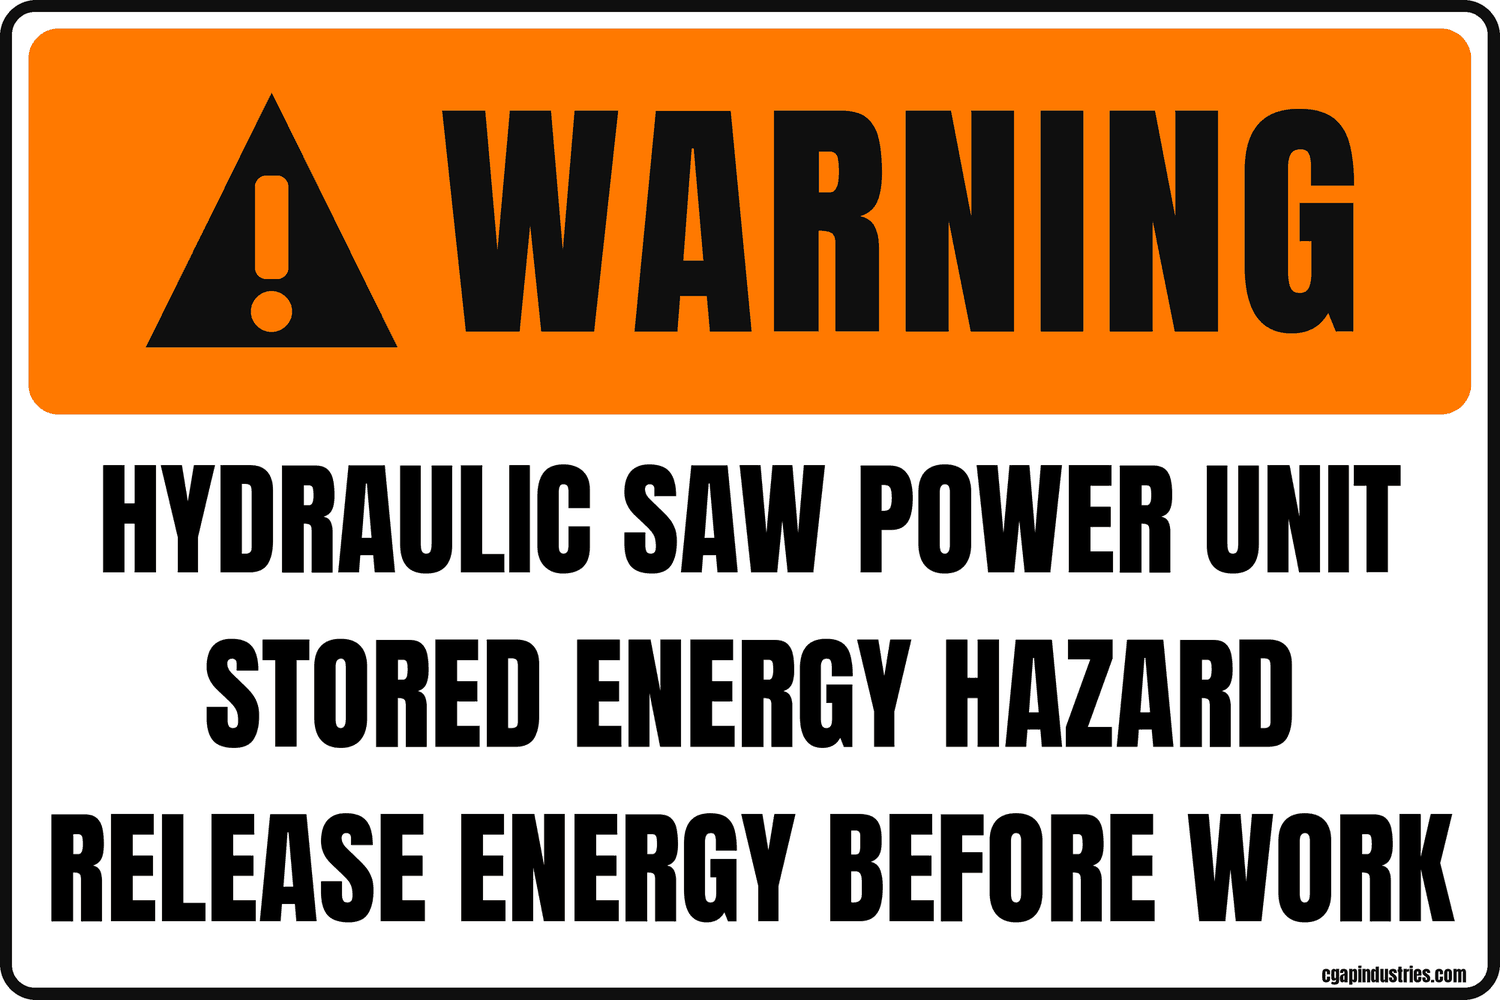 WARNING
HYDRAULIC SAW POWER UNIT
STORED ENERGY HAZARD
RELEASE ENERGY BEFORE WORK
cgapindustries.com